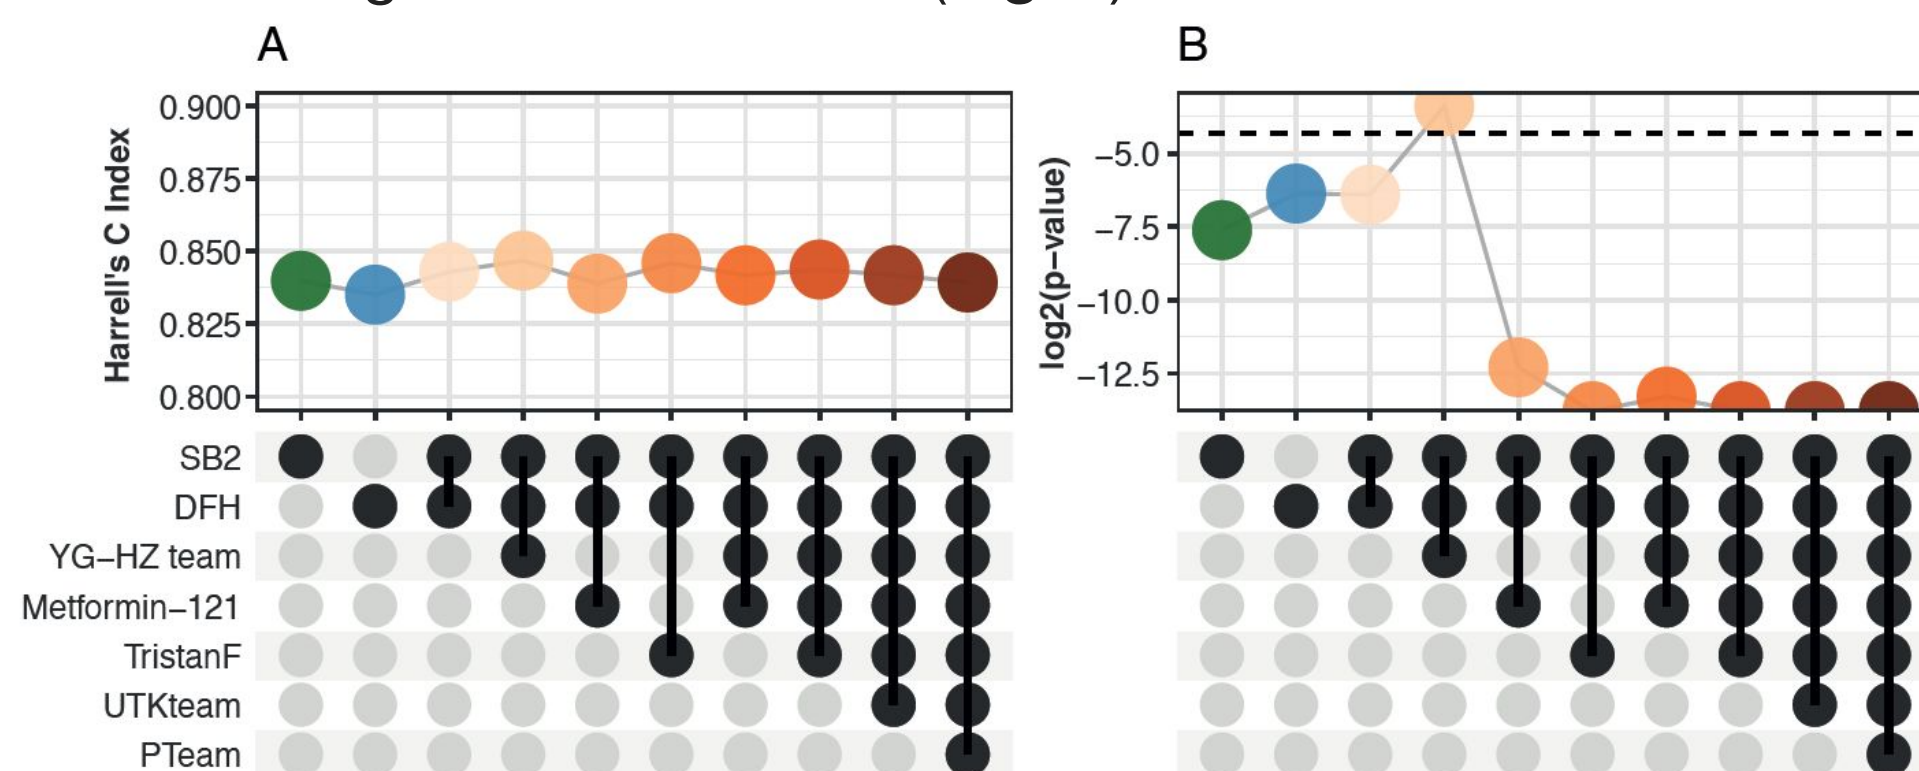 A
B
Harrell's C Index
0.900
0.875
0.850
0.825
0.800
log2(p−value)
−5.0
−7.5
−10.0
−12.5
SB2
DFH
YG−HZ team
Metformin−121
TristanF
UTKteam
PTeam